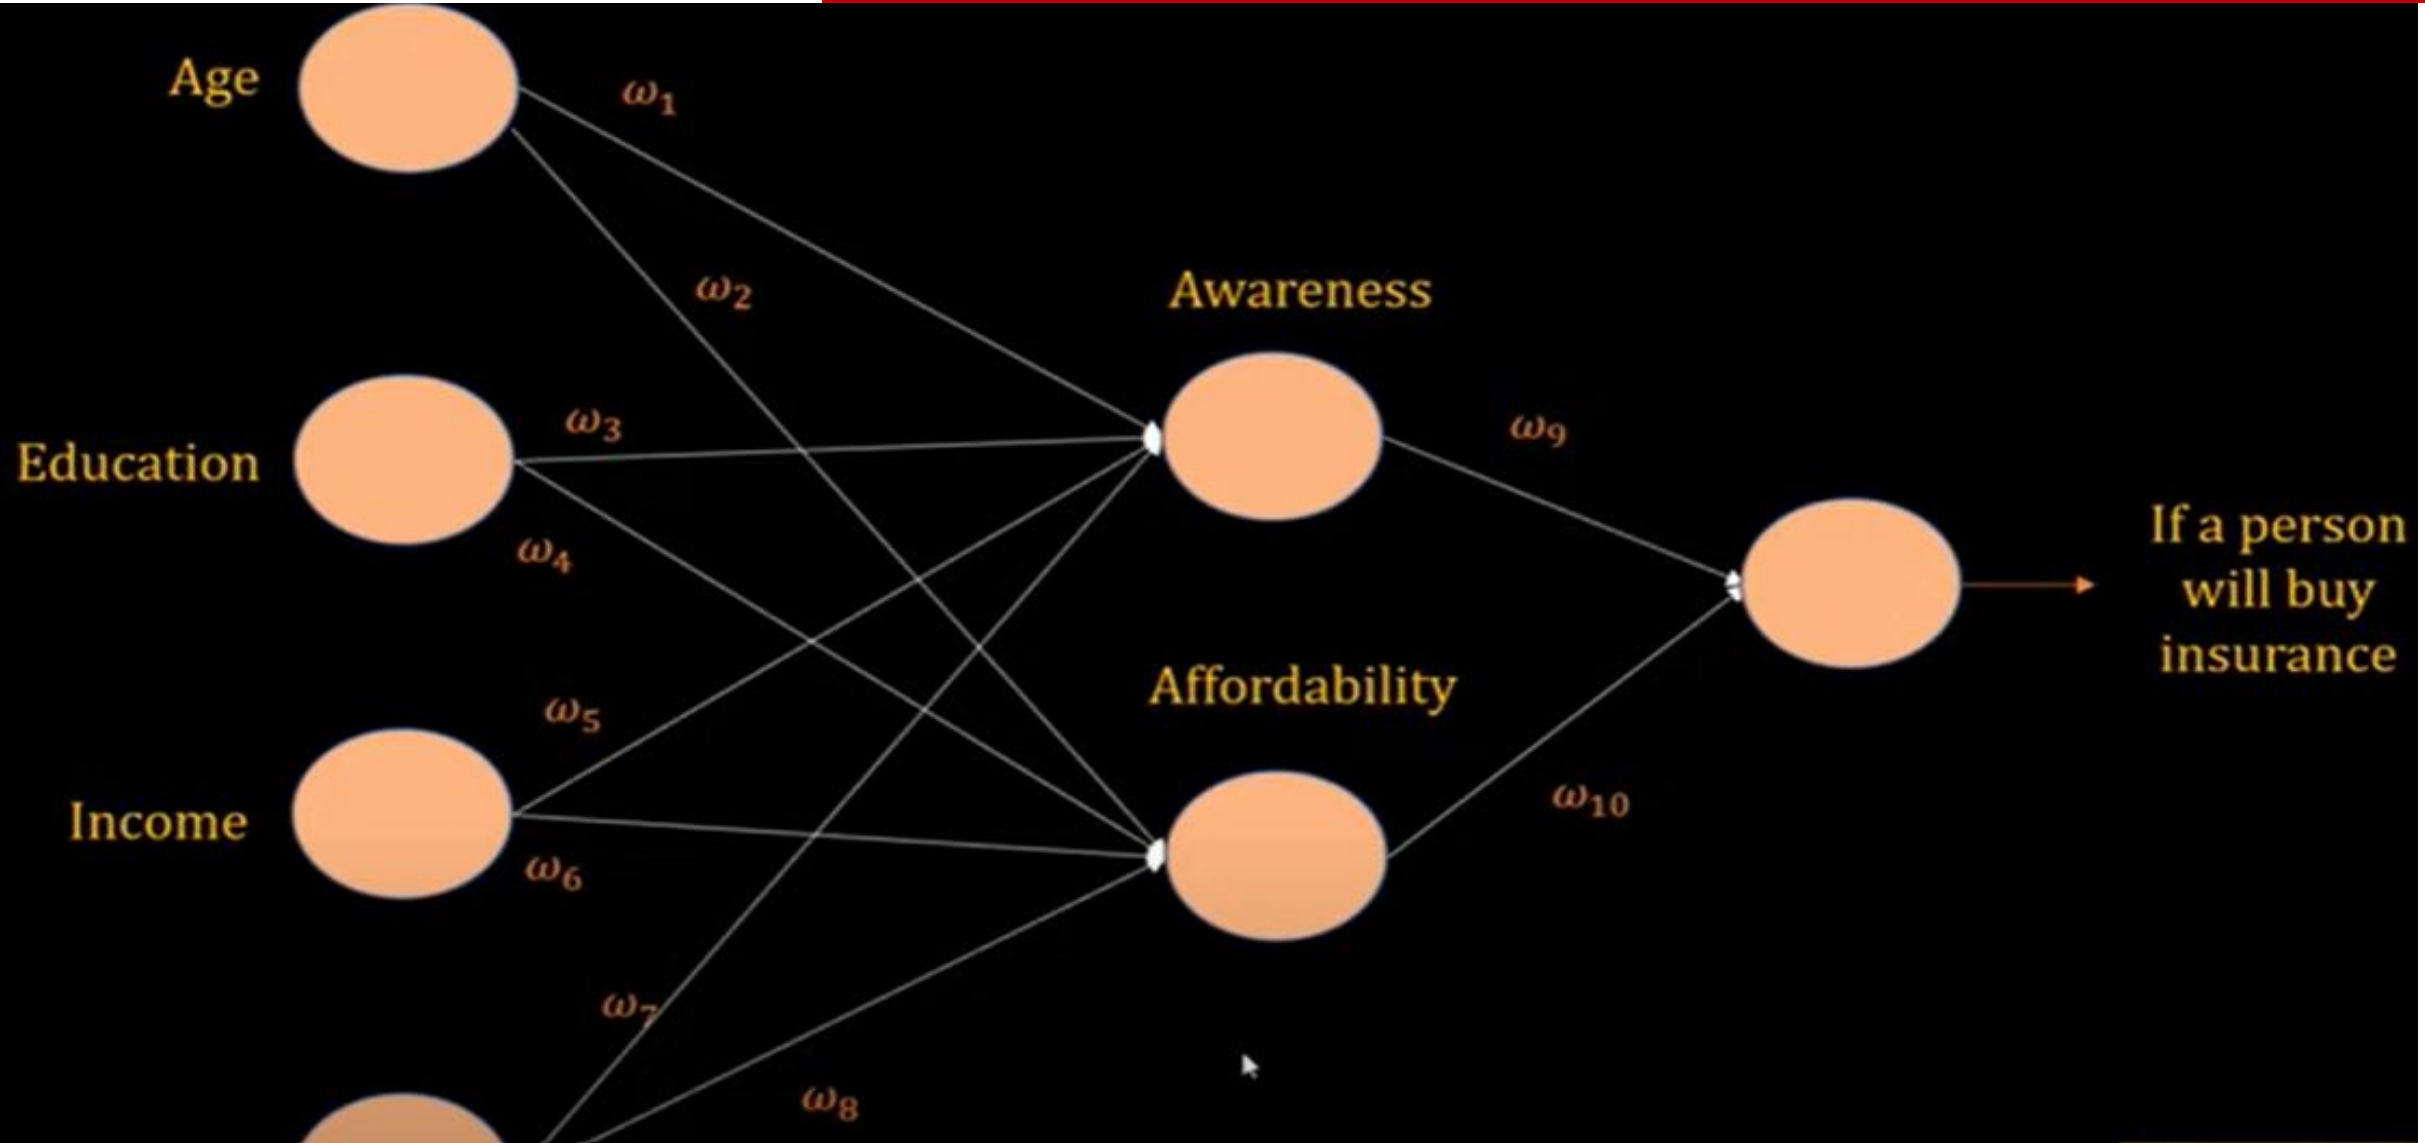 Age
ω1
ω2
Awareness
Education
ω3
ω9
ω4
If a person
will buy
insurance
Affordability
ω5
Income
ω10
ω6
ω7
ω8